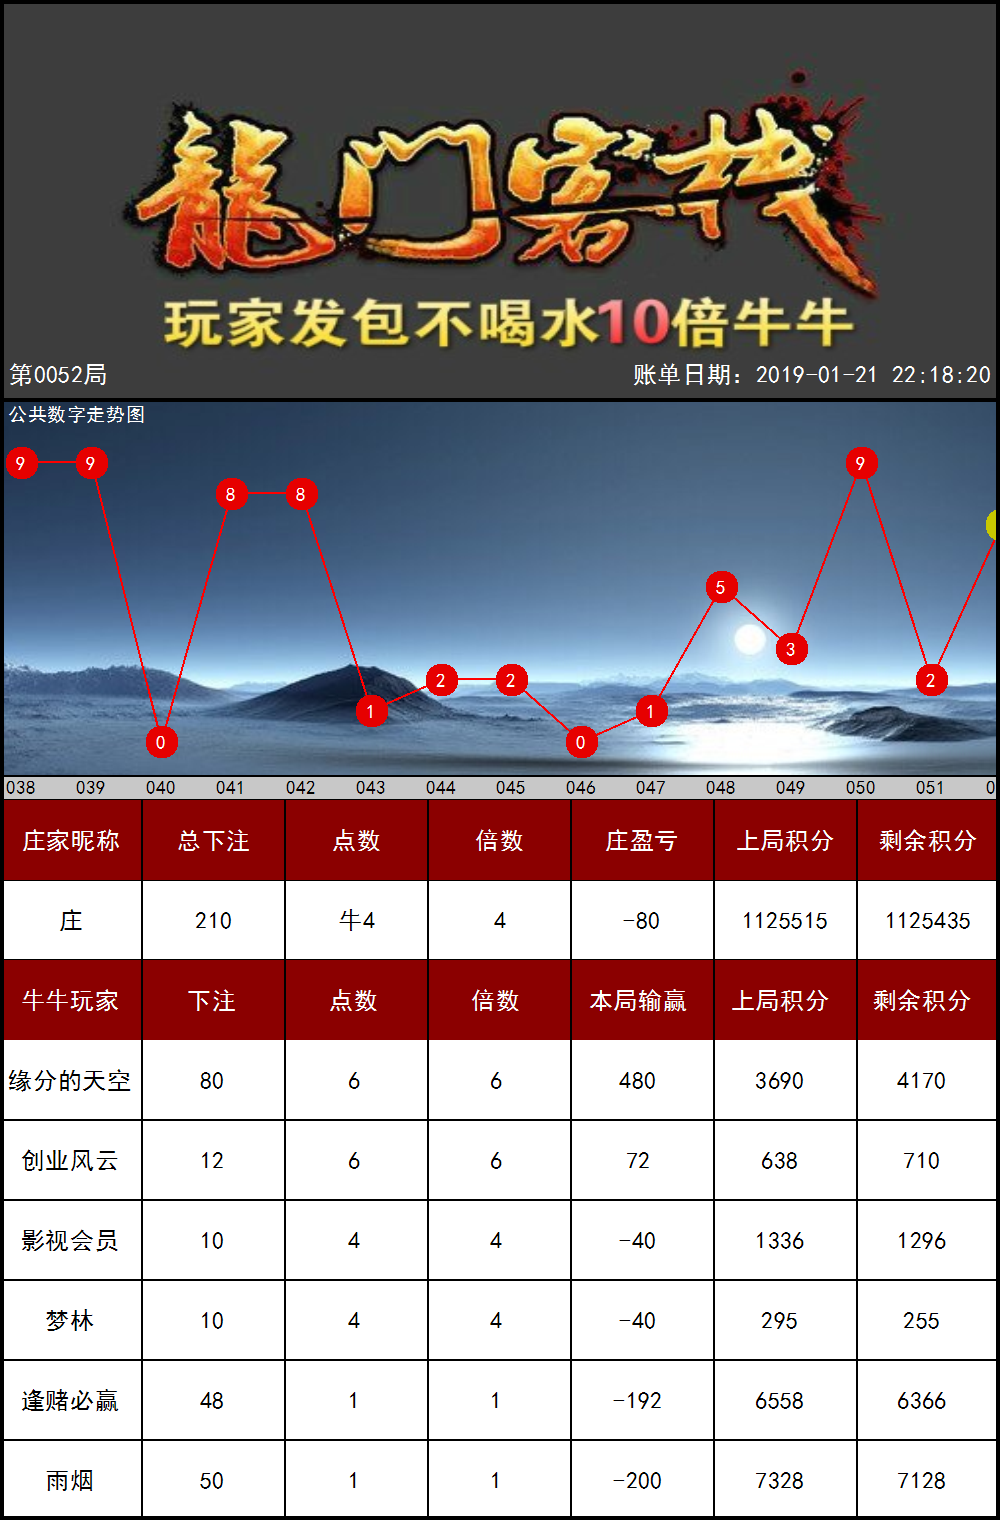 龍门客栈
玩家发包不喝水10倍牛牛
第0052局 账单日期：2019-01-21 22:18:20
公共数字走势图
9 9 0 8 8 1 2 2 0 1 5 3 9 2
038 039 040 041 042 043 044 045 046 047 048 049 050 051 0
庄家昵称 总下注 点数 倍数 庄盈亏 上局积分 剩余积分
庄 210 牛4 4 -80 1125515 1125435
牛牛玩家 下注 点数 倍数 本局输赢 上局积分 剩余积分
缘分的天空 80 6 6 480 3690 4170
创业风云 12 6 6 72 638 710
影视会员 10 4 4 -40 1336 1296
梦林 10 4 4 -40 295 255
逢赌必赢 48 1 1 -192 6558 6366
雨烟 50 1 1 -200 7328 7128